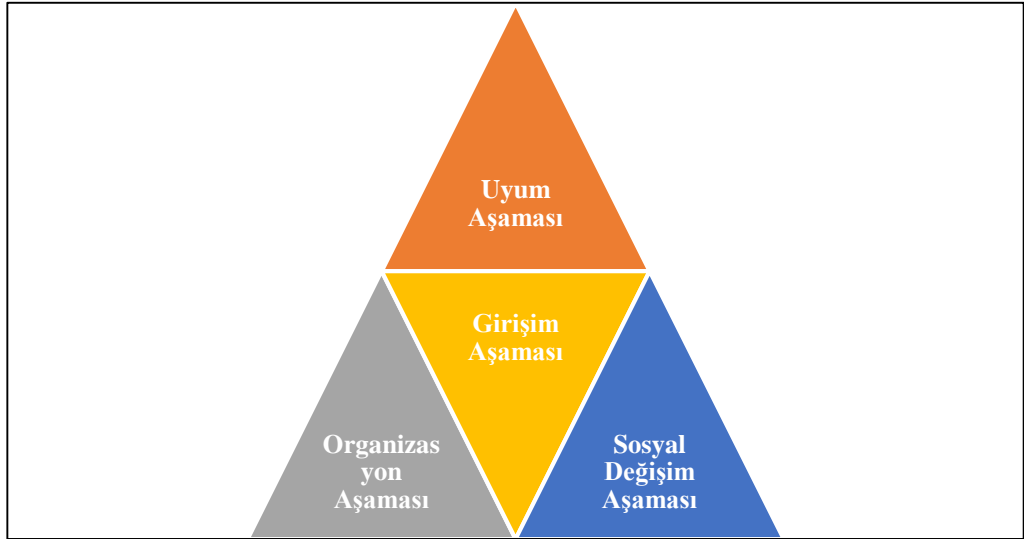 Uyum
Aşaması
Girişim
Aşaması
Organizas
yon
Aşaması
Sosyal
Değişim
Aşaması